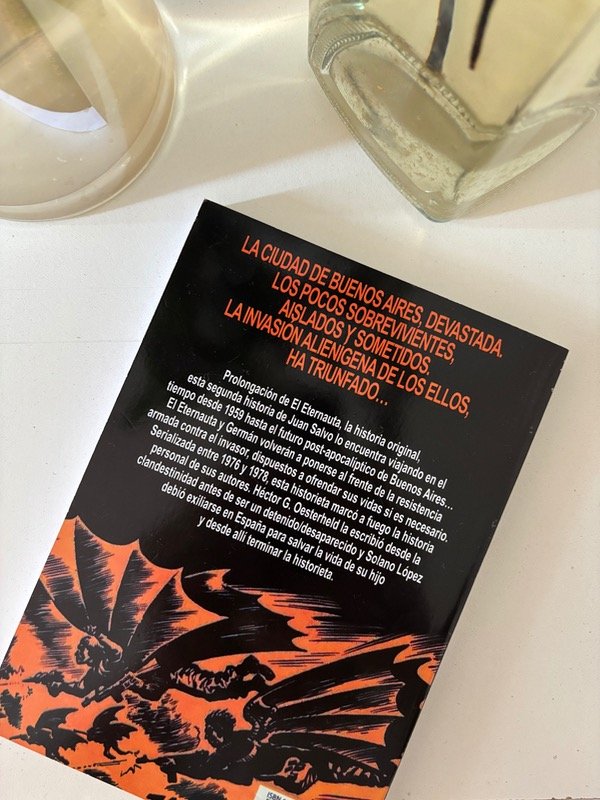 LA CIUDAD DE BUENOS AIRES, DEVASTADA.
LOS POCOS SOBREVIVIENTES,
AISLADOS Y SOMETIDOS.
LA INVASIÓN ALIENIGENA DE LOS ELLOS,
HA TRIUNFADO...
Prolongación de El Eternauta, la historia original,
esta segunda historia de Juan Salvo lo encuentra viajando en el
tiempo desde 1959 hasta el futuro post-apocalíptico de Buenos Aires...
El Eternauta y Germán volverán a ponerse al frente de la resistencia
armada contra el invasor, dispuestos a ofrendar sus vidas si es necesario.
Serializada entre 1976 y 1978, esta historieta marcó a fuego la historia
personal de sus autores. Héctor G. Oesterheld la escribió desde la
clandestinidad antes de ser un detenido/desaparecido y Solano López
debió exiliarse en España para salvar la vida de su hijo
y desde allí terminar la historieta.
ISBN